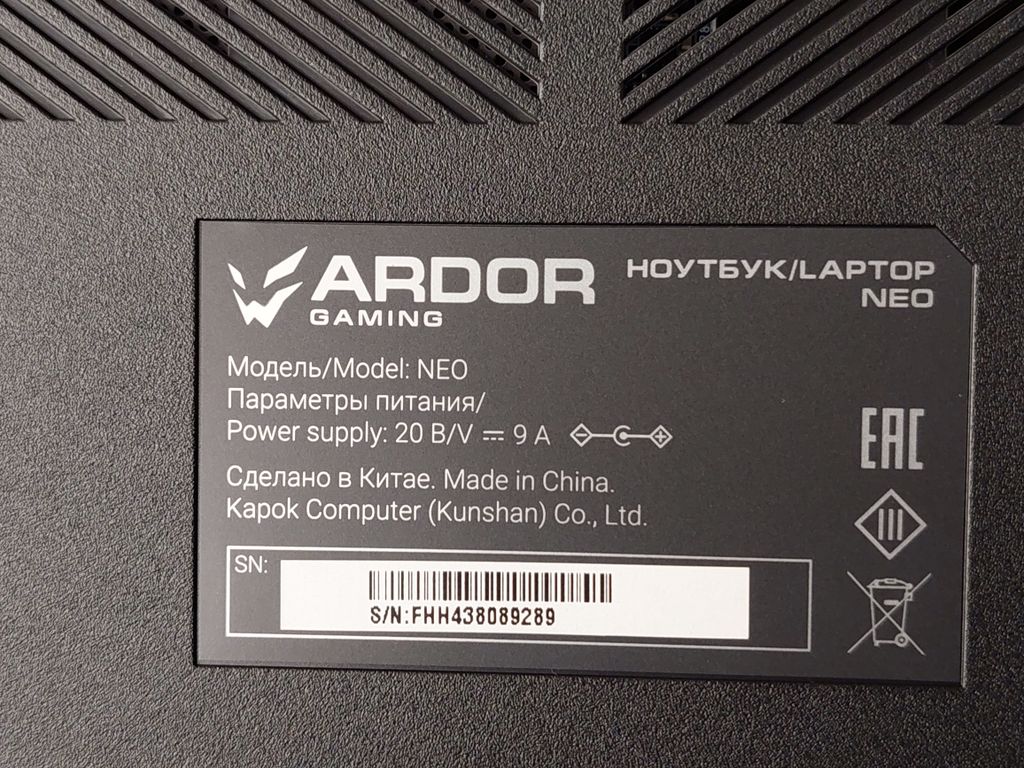 ARDOR
GAMING
НОУТБУК/LAPTOP
NEO
Модель/Model: NEO
Параметры питания/
Power supply: 20 В/V ⎓ 9 A
Сделано в Китае. Made in China.
Kapok Computer (Kunshan) Co., Ltd.
EAC
III
SN:
S/N:FHH438089289